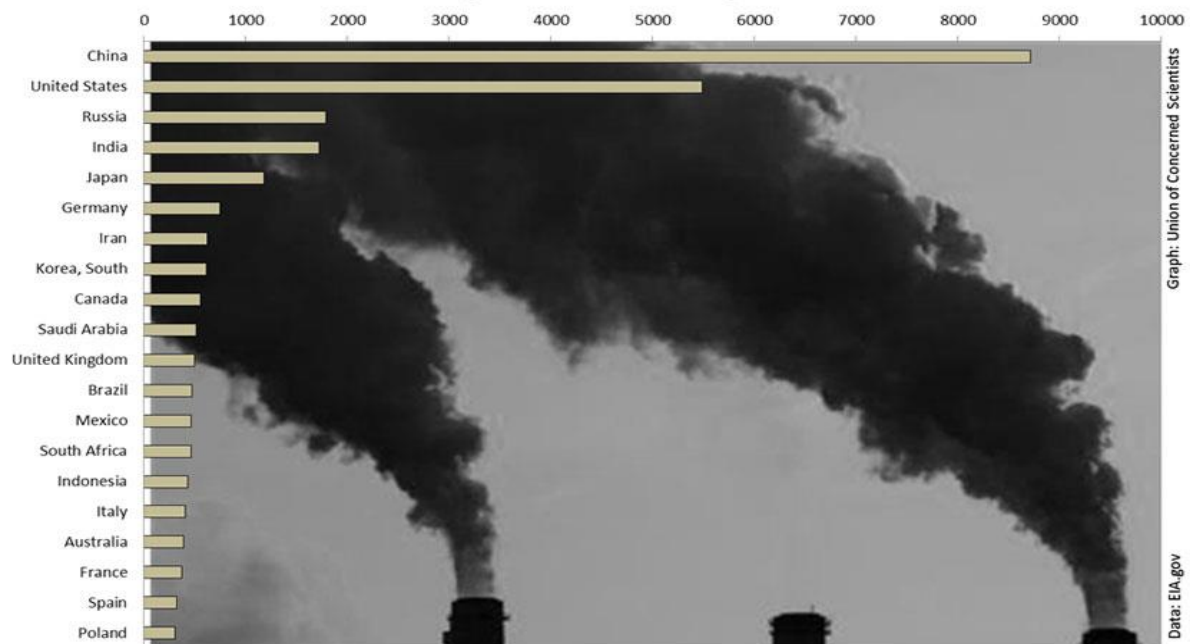 0 1000 2000 3000 4000 5000 6000 7000 8000 9000 10000
China
United States
Russia
India
Japan
Germany
Iran
Korea, South
Canada
Saudi Arabia
United Kingdom
Brazil
Mexico
South Africa
Indonesia
Italy
Australia
France
Spain
Poland
Graph: Union of Concerned Scientists
Data: EIA.gov